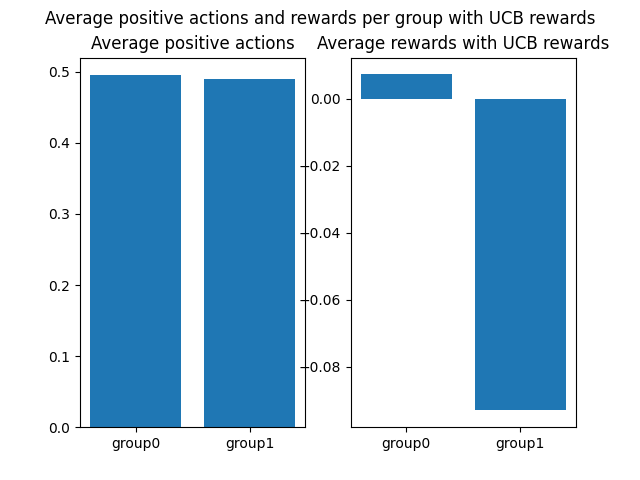 Average positive actions and rewards per group with UCB rewards
Average positive actions
0.5
0.4
0.3
0.2
0.1
0.0
group0
group1
Average rewards with UCB rewards
0.00
−0.02
−0.04
−0.06
−0.08
group0
group1